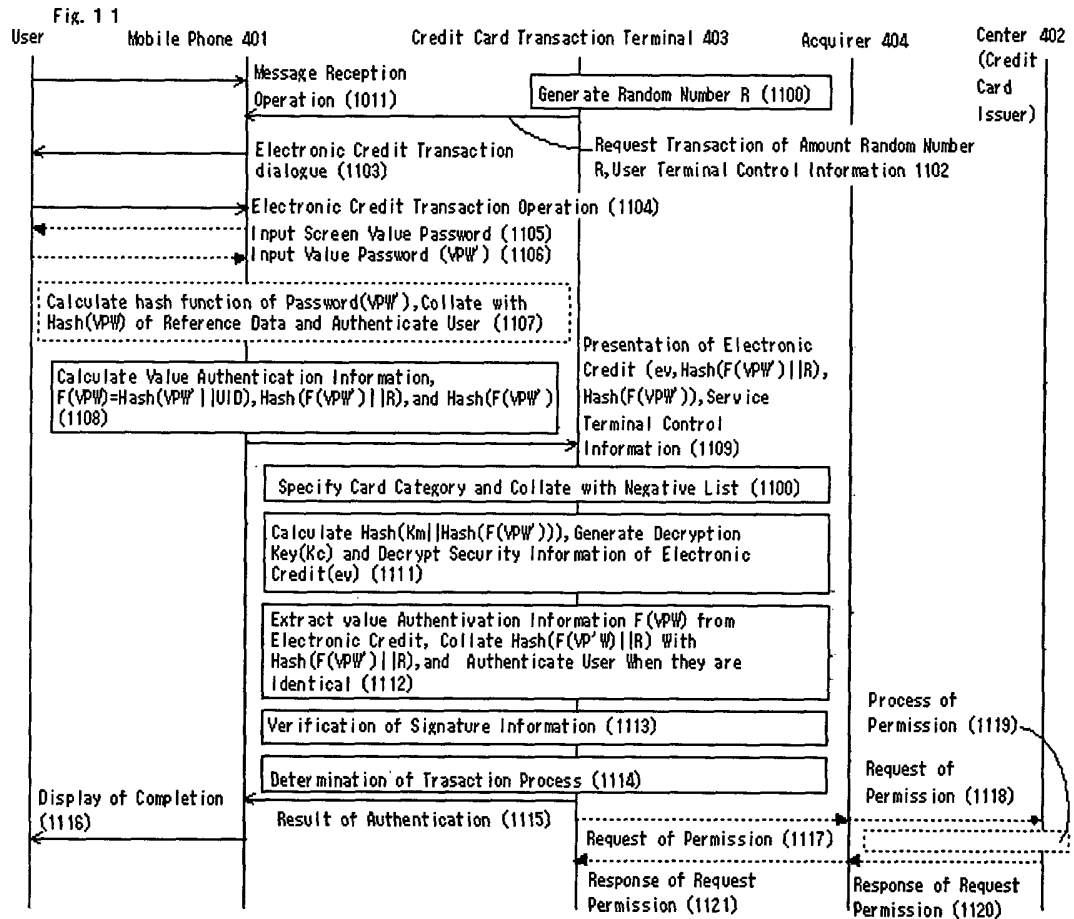 Fig. 11
User
Mobile Phone 401
Credit Card Transaction Terminal 403
Acquirer 404
Center 402
(Credit
Card
Issuer)
Message Reception
Operation (1011)
Generate Random Number R (1100)
Request Transaction of Amount Random Number
R,User Terminal Control Information 1102
Electronic Credit Transaction
dialogue (1103)
Electronic Credit Transaction Operation (1104)
Input Screen Value Password (1105)
Input Value Password (VPW') (1106)
Calculate hash function of Password(VPW'),Collate with
Hash(VPW) of Reference Data and Authenticate User (1107)
Calculate Value Authentication Information,
F(VPW)=Hash(VPW'||UID),Hash(F(VPW')||R),and Hash(F(VPW')
(1108)
Presentation of Electronic
Credit (ev,Hash(F(VPW')||R),
Hash(F(VPW')),Service
Terminal Control
Information (1109)
Specify Card Category and Collate with Negative List (1100)
Calculate Hash(Km||Hash(F(VPW'))),Generate Decryption
Key(Kc) and Decrypt Security Information of Electronic
Credit(ev) (1111)
Extract value Authentivation Information F(VPW) from
Electronic Credit, Collate Hash(F(VP'W)||R) With
Hash(F(VPW')||R),and Authenticate User When they are
Identical (1112)
Process of
Permission (1119)
Verification of Signature Information (1113)
Determination of Trasaction Process (1114)
Request of
Permission (1118)
Display of Completion
(1116)
Result of Authentication (1115)
Request of Permission (1117)
Response of Request
Permission (1121)
Response of Request
Permission (1120)